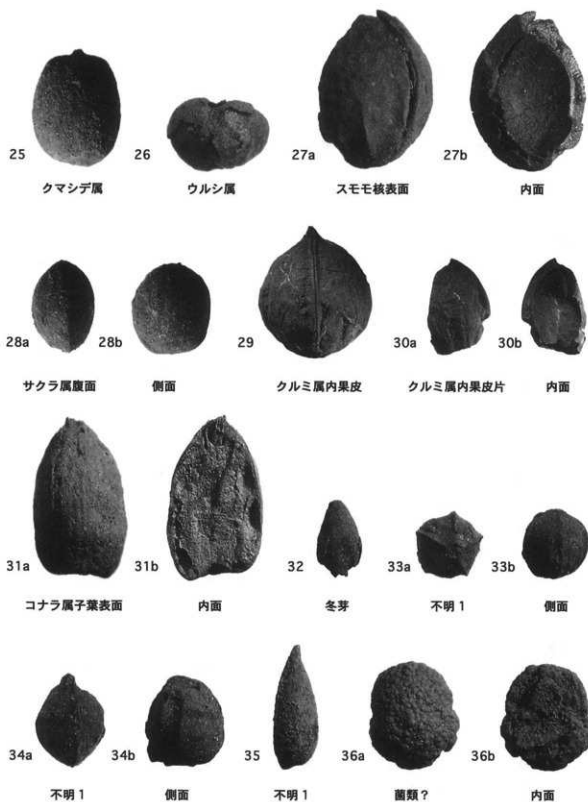 25 26 27a 27b
クマシデ属 ウルシ属 スモモ核表面 内面
28a 28b 29 30a 30b
サクラ属腹面 側面 クルミ属内果皮 クルミ属内果皮片 内面
31a 31b 32 33a 33b
コナラ属子葉表面 内面 冬芽 不明1 側面
34a 34b 35 36a 36b
不明1 側面 不明1 菌類? 内面